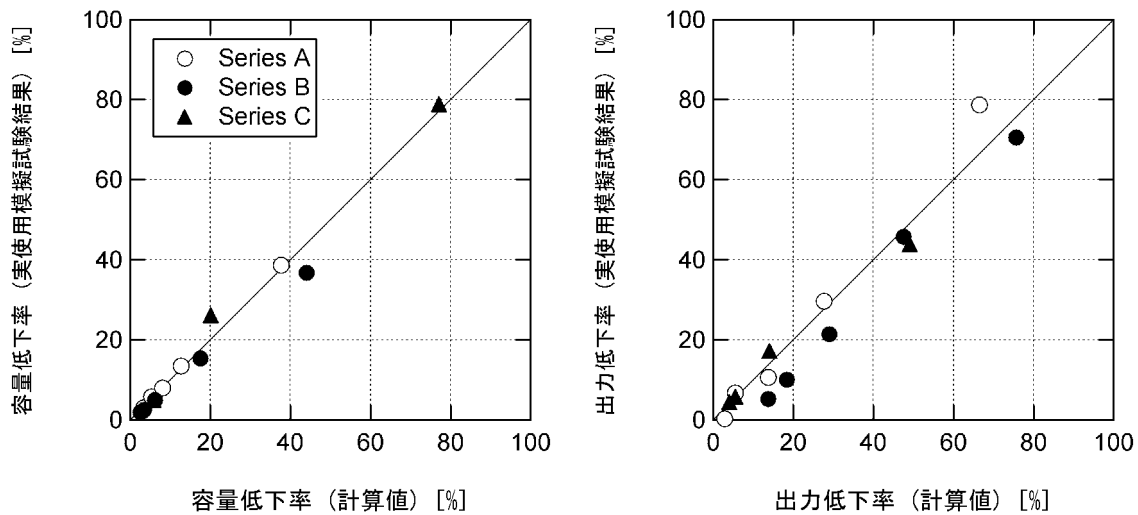 容量低下率（実使用模擬試験結果）[%]
100
80
60
40
20
0
Series A
Series B
Series C
0 20 40 60 80 100
容量低下率（計算値）[%]
出力低下率（実使用模擬試験結果）[%]
100
80
60
40
20
0
0 20 40 60 80 100
出力低下率（計算値）[%]